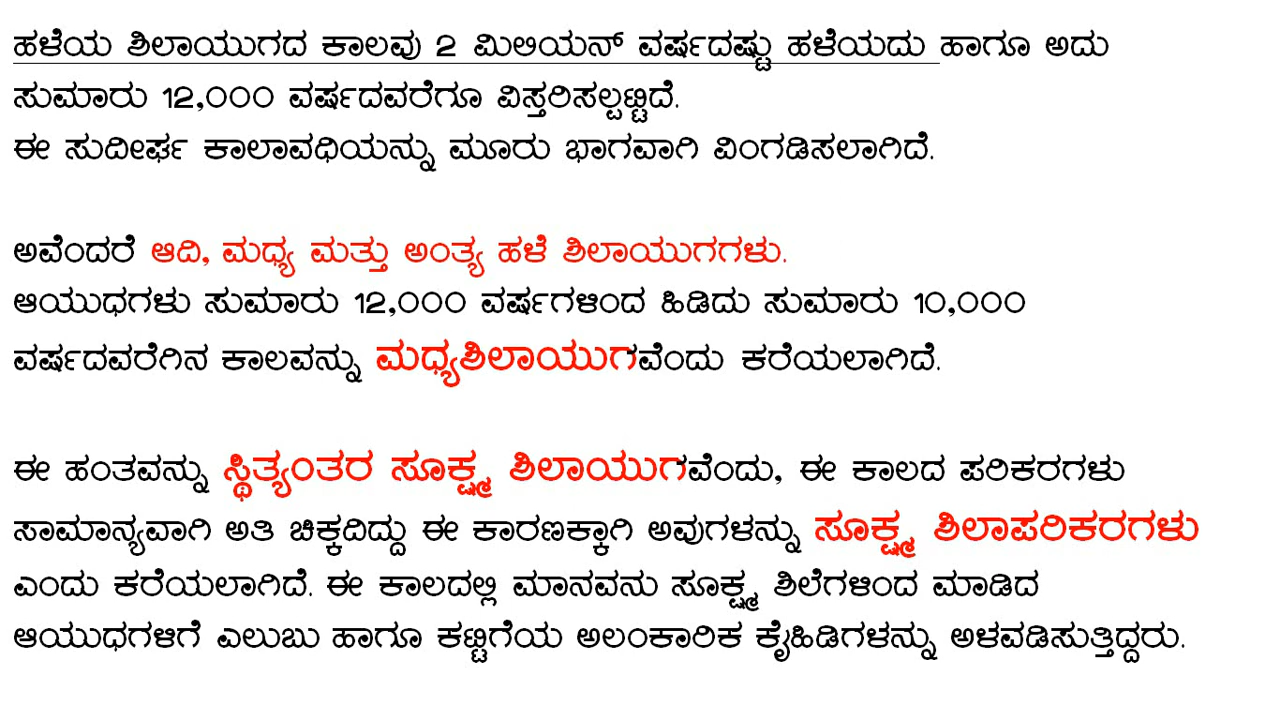 ಹಳೆಯ ಶಿಲಾಯುಗದ ಕಾಲವು 2 ಮಿಲಿಯನ್ ವರ್ಷದಷ್ಟು ಹಳೆಯದು ಹಾಗೂ ಅದು
ಸುಮಾರು 12,000 ವರ್ಷದವರೆಗೂ ವಿಸ್ತರಿಸಲ್ಪಟ್ಟಿದೆ.
ಈ ಸುದೀರ್ಘ ಕಾಲಾವಧಿಯನ್ನು ಮೂರು ಭಾಗವಾಗಿ ವಿಂಗಡಿಸಲಾಗಿದೆ.
ಅವೆಂದರೆ ಆದಿ, ಮಧ್ಯ ಮತ್ತು ಅಂತ್ಯ ಹಳೆ ಶಿಲಾಯುಗಗಳು.
ಆಯುಧಗಳು ಸುಮಾರು 12,000 ವರ್ಷಗಳಿಂದ ಹಿಡಿದು ಸುಮಾರು 10,000
ವರ್ಷದವರೆಗಿನ ಕಾಲವನ್ನು ಮಧ್ಯಶಿಲಾಯುಗವೆಂದು ಕರೆಯಲಾಗಿದೆ.
ಈ ಹಂತವನ್ನು ಸ್ಥಿತ್ಯಂತರ ಸೂಕ್ಷ್ಮ ಶಿಲಾಯುಗವೆಂದು, ಈ ಕಾಲದ ಪರಿಕರಗಳು
ಸಾಮಾನ್ಯವಾಗಿ ಅತಿ ಚಿಕ್ಕದಿದ್ದು ಈ ಕಾರಣಕ್ಕಾಗಿ ಅವುಗಳನ್ನು ಸೂಕ್ಷ್ಮ ಶಿಲಾಪರಿಕರಗಳು
ಎಂದು ಕರೆಯಲಾಗಿದೆ. ಈ ಕಾಲದಲ್ಲಿ ಮಾನವನು ಸೂಕ್ಷ್ಮ ಶಿಲೆಗಳಿಂದ ಮಾಡಿದ
ಆಯುಧಗಳಿಗೆ ಎಲುಬು ಹಾಗೂ ಕಟ್ಟಿಗೆಯ ಅಲಂಕಾರಿಕ ಕೈಹಿಡಿಗಳನ್ನು ಅಳವಡಿಸುತ್ತಿದ್ದರು.